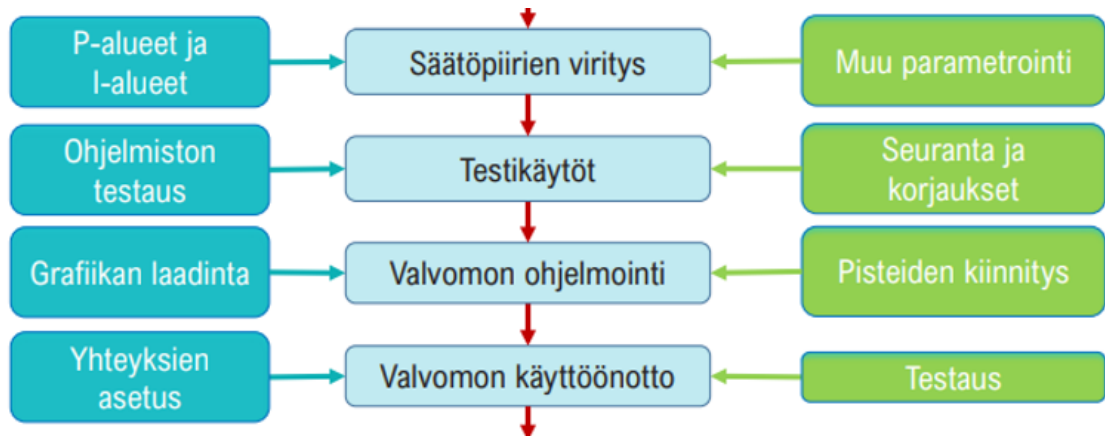 P-alueet ja
I-alueet
Säätöpiirien viritys
Muu parametrointi
Ohjelmiston
testaus
Testikäytöt
Seuranta ja
korjaukset
Grafiikan laadinta
Valvomon ohjelmointi
Pisteiden kiinnitys
Yhteyksien
asetus
Valvomon käyttöönotto
Testaus